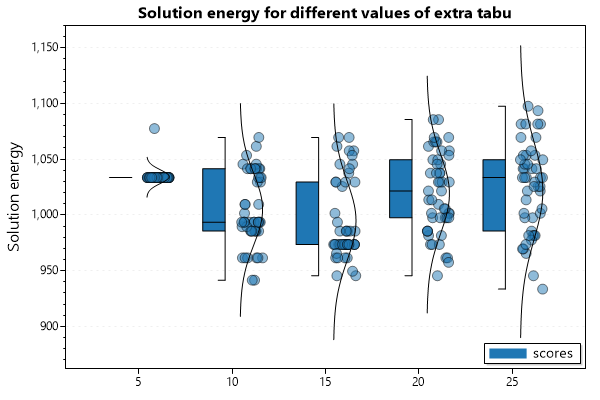 Solution energy for different values of extra tabu
Solution energy
1,150
1,100
1,050
1,000
950
900
5 10 15 20 25
scores